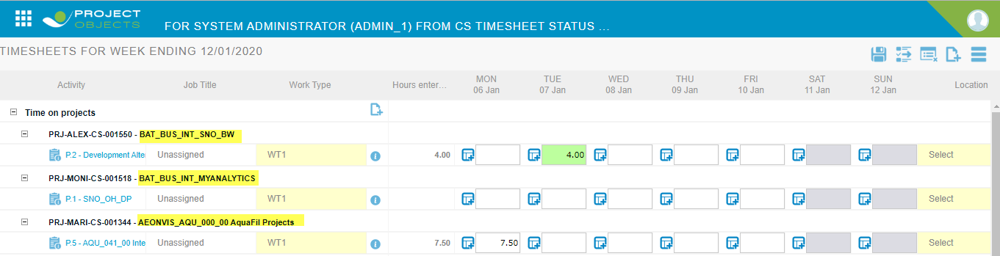 PROJECT
OBJECTS
FOR SYSTEM ADMINISTRATOR (ADMIN_1) FROM CS TIMESHEET STATUS ...
TIMESHEETS FOR WEEK ENDING 12/01/2020
Activity Job Title Work Type Hours enter... MON 06 Jan TUE 07 Jan WED 08 Jan THU 09 Jan FRI 10 Jan SAT 11 Jan SUN 12 Jan Location
Time on projects
PRJ-ALEX-CS-001550 - BAT_BUS_INT_SNO_BW
P.2 - Development Alte Unassigned WT1 4.00 4.00 Select
PRJ-MONI-CS-001518 - BAT_BUS_INT_MYANALYTICS
P.1 - SNO_OH_DP Unassigned WT1 Select
PRJ-MARI-CS-001344 - AEONVIS_AQU_000_00 AquaFil Projects
P.5 - AQU_041_00 Inte Unassigned WT1 7.50 7.50 Select